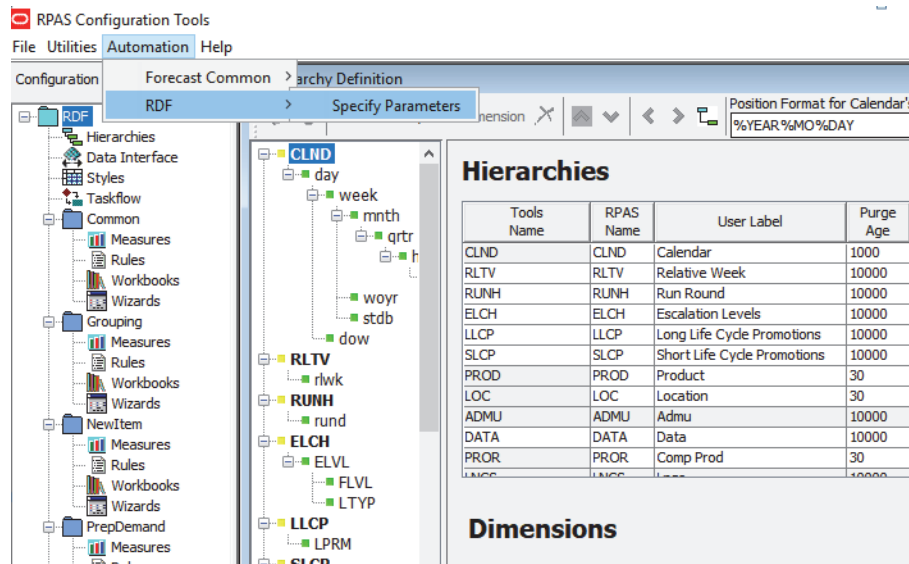 RPAS Configuration Tools
File Utilities Automation Help
Configuration
Forecast Common
RDF
Specify Parameters
archy Definition
mension
Position Format for Calendar's
%YEAR%MO%DAY
RDF
Hierarchies
Data Interface
Styles
Taskflow
Common
Measures
Rules
Workbooks
Wizards
Grouping
Measures
Rules
Workbooks
Wizards
NewItem
Measures
Rules
Workbooks
Wizards
PrepDemand
Measures
CLND
day
week
mnth
qrtr
h
woyr
stdb
dow
RLTV
rlwk
RUNH
rund
ELCH
ELVL
FLVL
LTYP
LLCP
LPRM
SLCP
Hierarchies
Tools Name RPAS Name User Label Purge Age
CLND CLND Calendar 1000
RLTV RLTV Relative Week 10000
RUNH RUNH Run Round 10000
ELCH ELCH Escalation Levels 10000
LLCP LLCP Long Life Cycle Promotions 10000
SLCP SLCP Short Life Cycle Promotions 10000
PROD PROD Product 30
LOC LOC Location 30
ADMU ADMU Admu 10000
DATA DATA Data 10000
PROR PROR Comp Prod 30
Dimensions